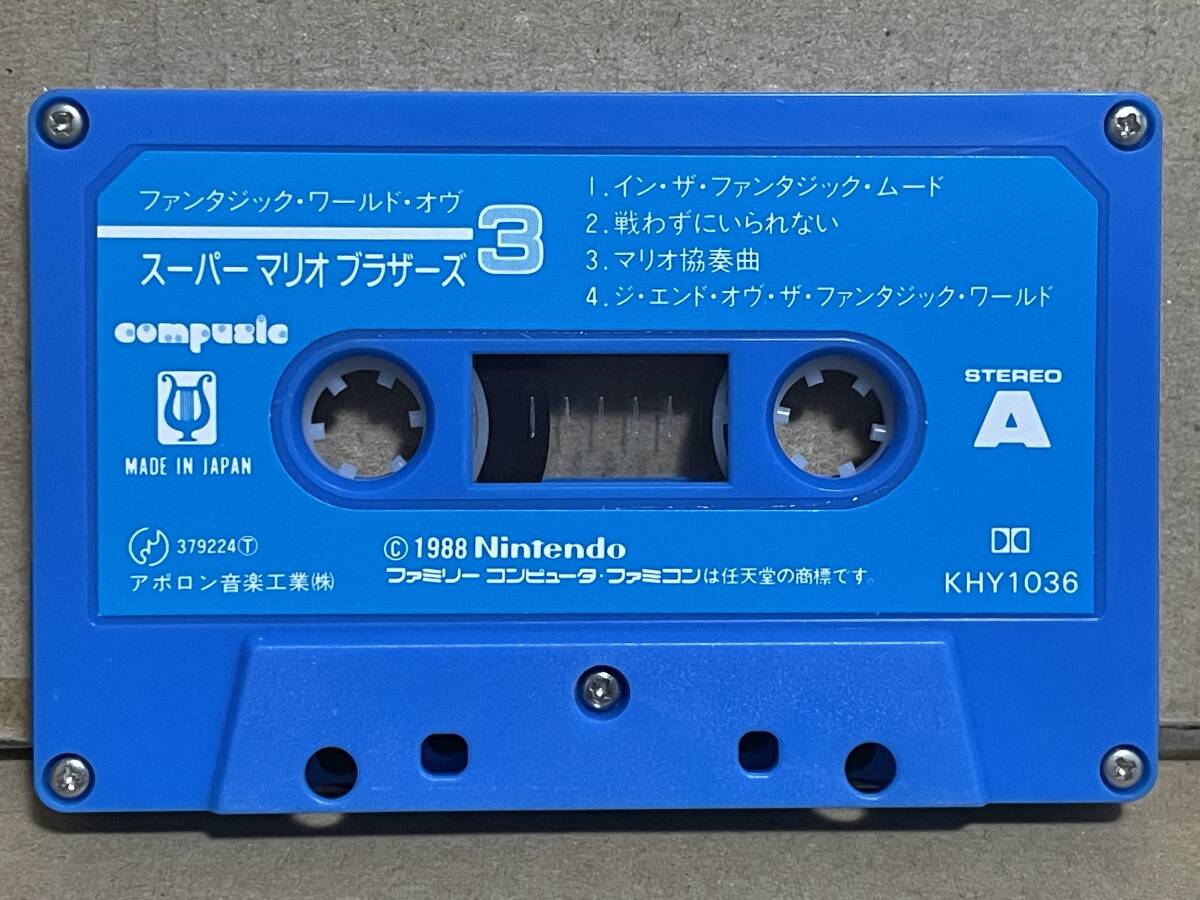 ファンタジック・ワールド・オヴ
スーパー マリオ ブラザーズ 3
1. イン・ザ・ファンタジック・ムード
2. 戦わずにいられない
3. マリオ協奏曲
4. ジ・エンド・オヴ・ザ・ファンタジック・ワールド
compusic
MADE IN JAPAN
STEREO
A
379224Ⓣ
アポロン音楽工業㈱
© 1988 Nintendo
ファミリー コンピュータ・ファミコンは任天堂の商標です。
KHY1036